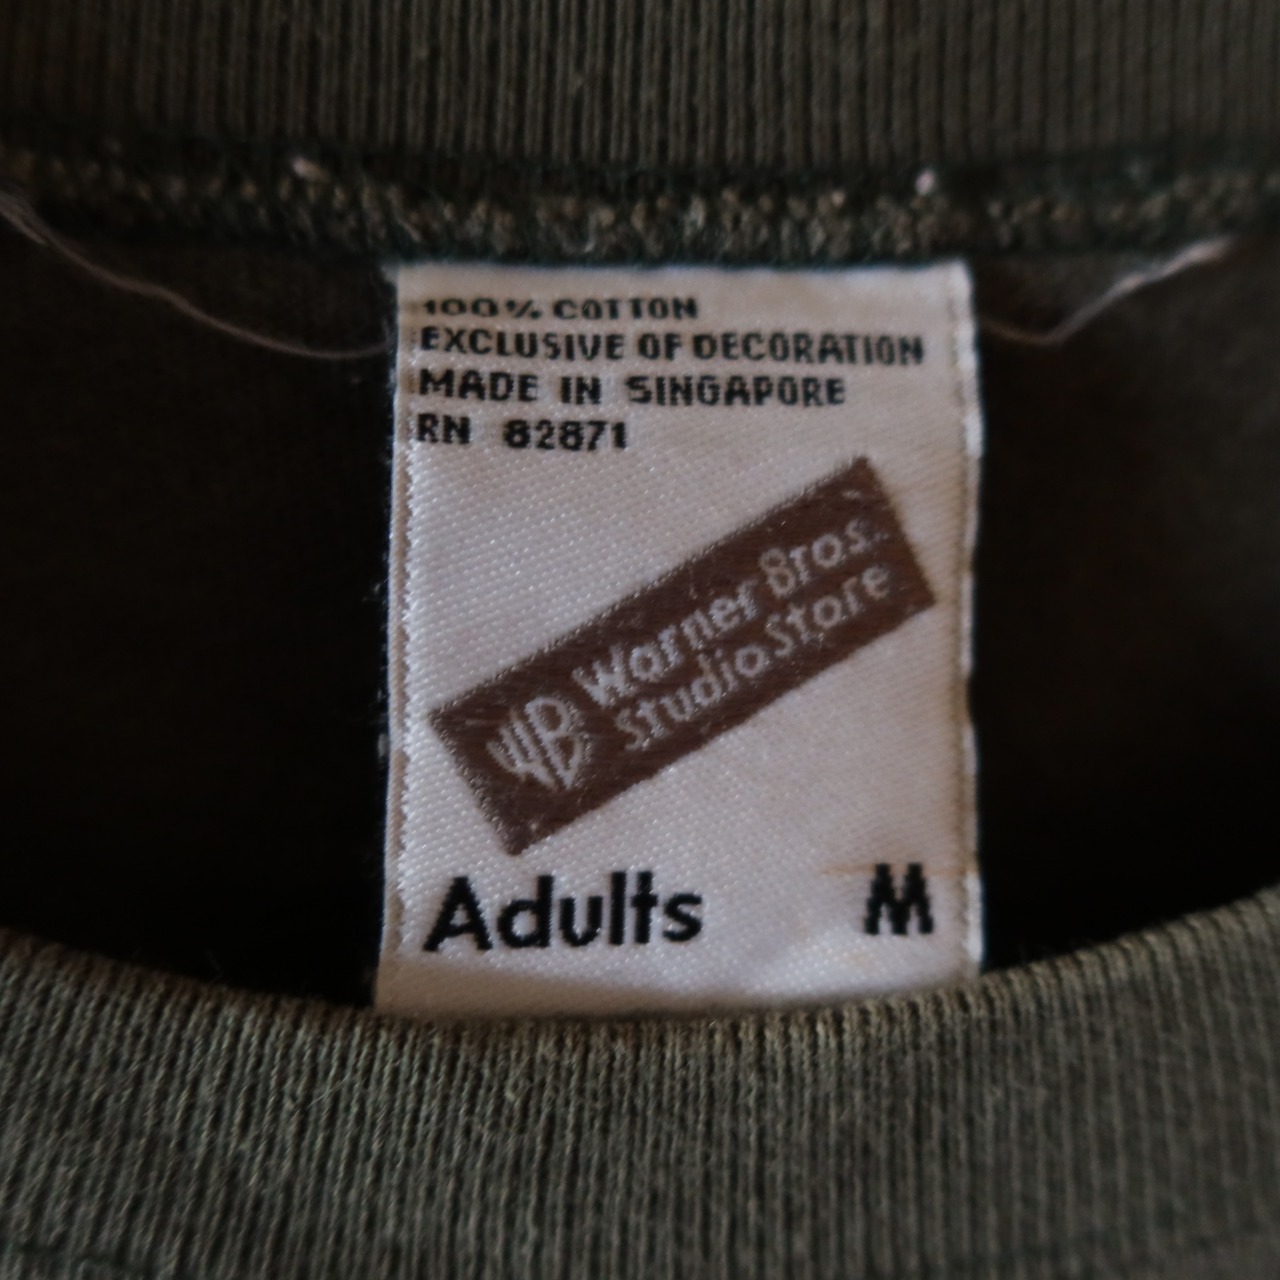 100% COTTON
EXCLUSIVE OF DECORATION
MADE IN SINGAPORE
RN 82871
WB Warner Bros.
Studio Store
Adults M